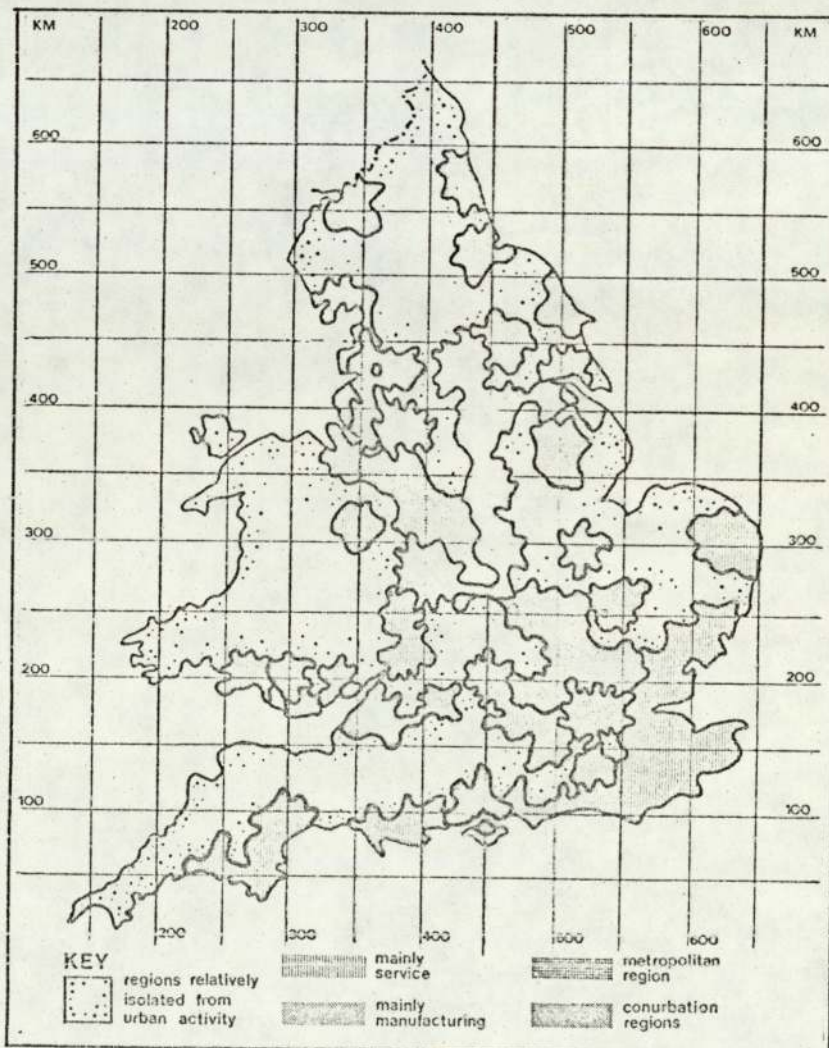 KM 200 300 400 500 600 KM
600 600
500 500
400 400
300 300
200 200
100 100
200 300 400 500 600
KEY
regions relatively
isolated from
urban activity
mainly
service
mainly
manufacturing
metropolitan
region
conurbation
regions